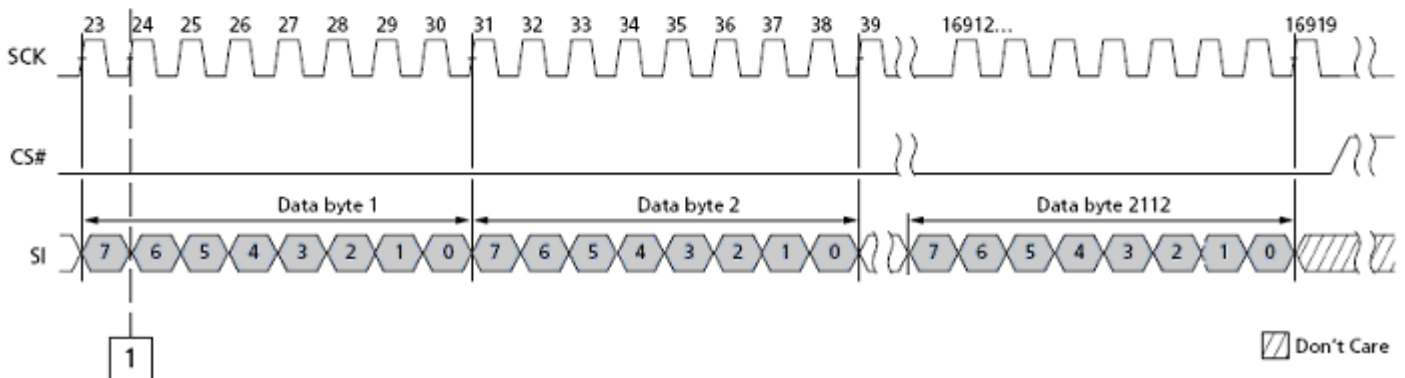 23 24 25 26 27 28 29 30 31 32 33 34 35 36 37 38 39 16912... 16919
SCK
CS#
Data byte 1 Data byte 2 Data byte 2112
SI 7 6 5 4 3 2 1 0 7 6 5 4 3 2 1 0 7 6 5 4 3 2 1 0
1 Don't Care